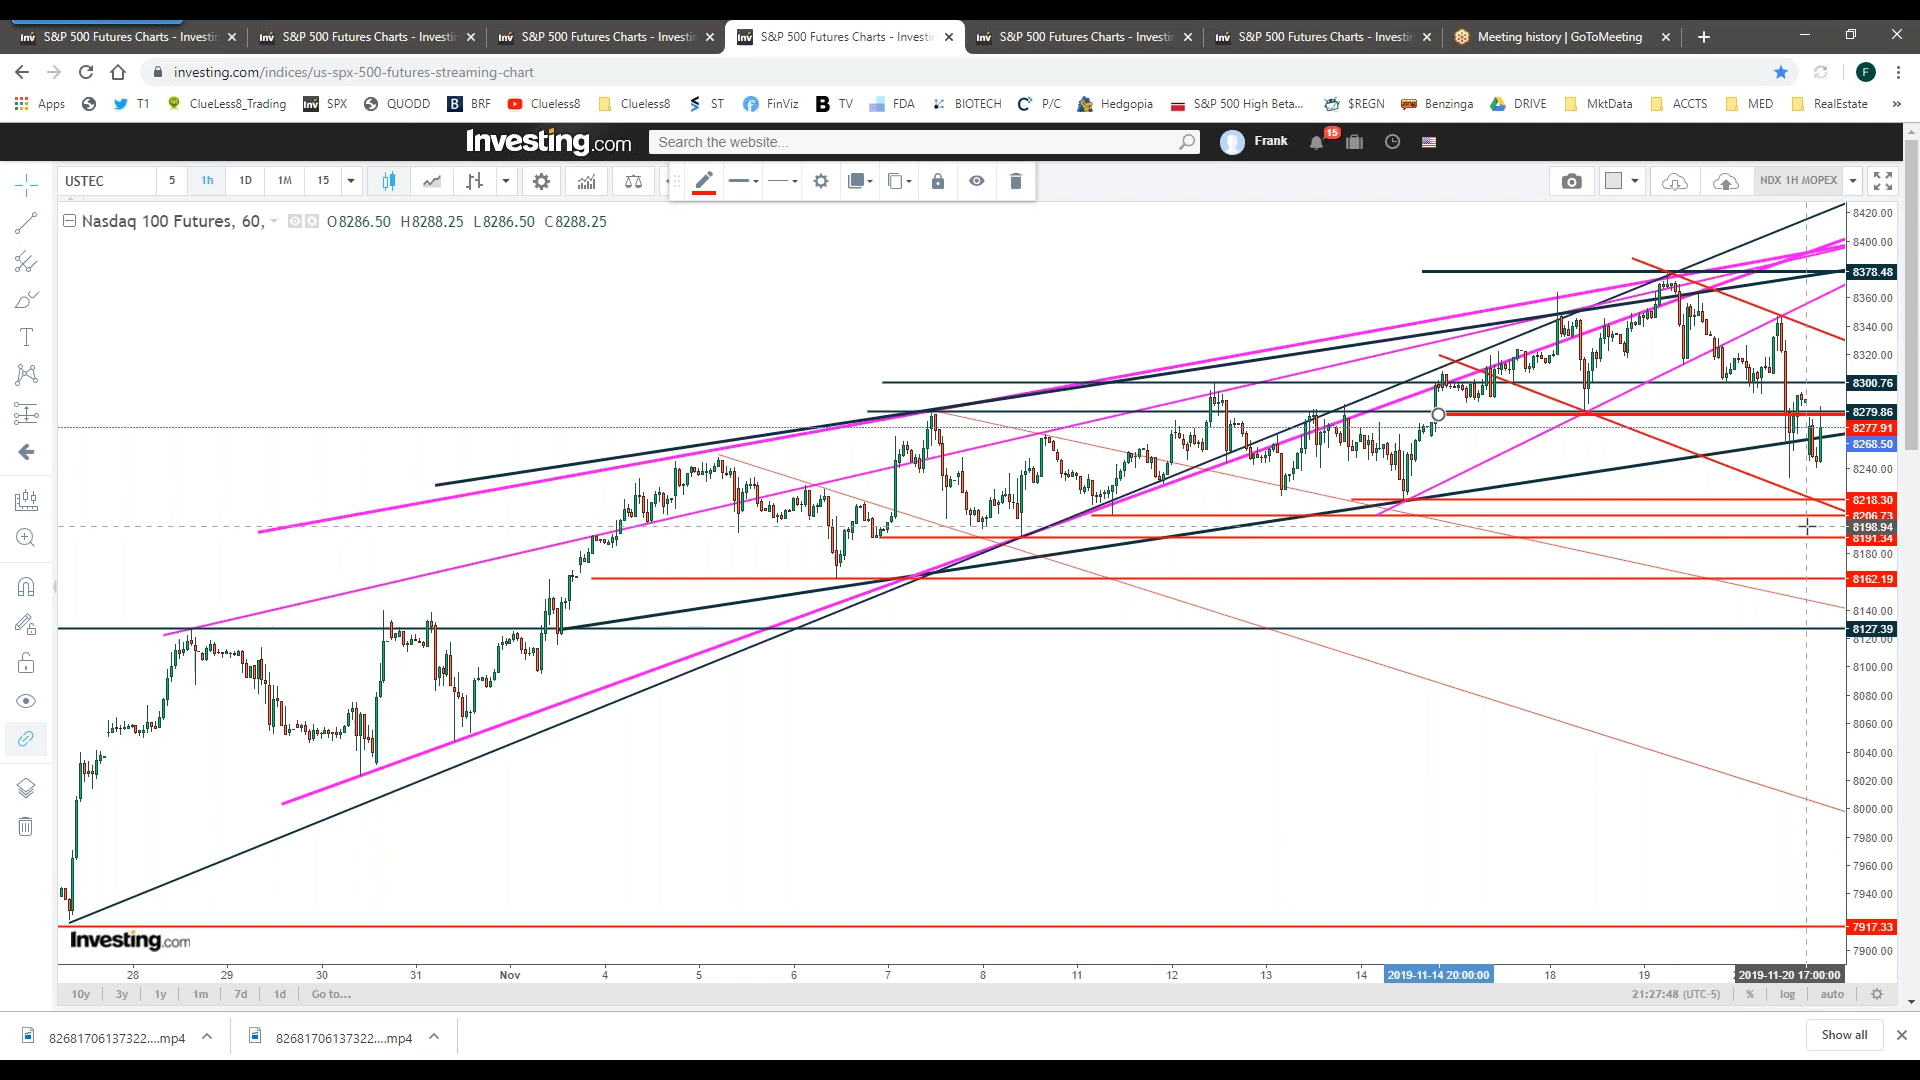 S&P 500 Futures Charts - Investi
S&P 500 Futures Charts - Investi
S&P 500 Futures Charts - Investi
S&P 500 Futures Charts - Investi
S&P 500 Futures Charts - Investi
S&P 500 Futures Charts - Investi
Meeting history | GoToMeeting
investing.com/indices/us-spx-500-futures-streaming-chart
F
Apps T1 ClueLess8_Trading SPX QUODD BRF Clueless8 Clueless8 ST FinViz TV FDA BIOTECH P/C Hedgopia S&P 500 High Beta... $REGN Benzinga DRIVE MktData ACCTS MED RealEstate »
Investing.com Search the website... Frank 15
USTEC 5 1h 1D 1M 15 NDX 1H MOPEX
Nasdaq 100 Futures, 60, O8286.50 H8288.25 L8286.50 C8288.25
8420.00
8400.00
8378.48
8360.00
8340.00
8320.00
8300.76
8279.86
8277.91
8268.50
8240.00
8218.30
8206.73
8198.94
8191.34
8180.00
8162.19
8140.00
8127.39
8120.00
8100.00
8080.00
8060.00
8040.00
8020.00
8000.00
7980.00
7960.00
7940.00
7917.33
7900.00
Investing.com
28 29 30 31 Nov 4 5 6 7 8 11 12 13 14 2019-11-14 20:00:00 18 19 2019-11-20 17:00:00
10y 3y 1y 1m 7d 1d Go to... 21:27:48 (UTC-5) % log auto
82681706137322....mp4 82681706137322....mp4 Show all